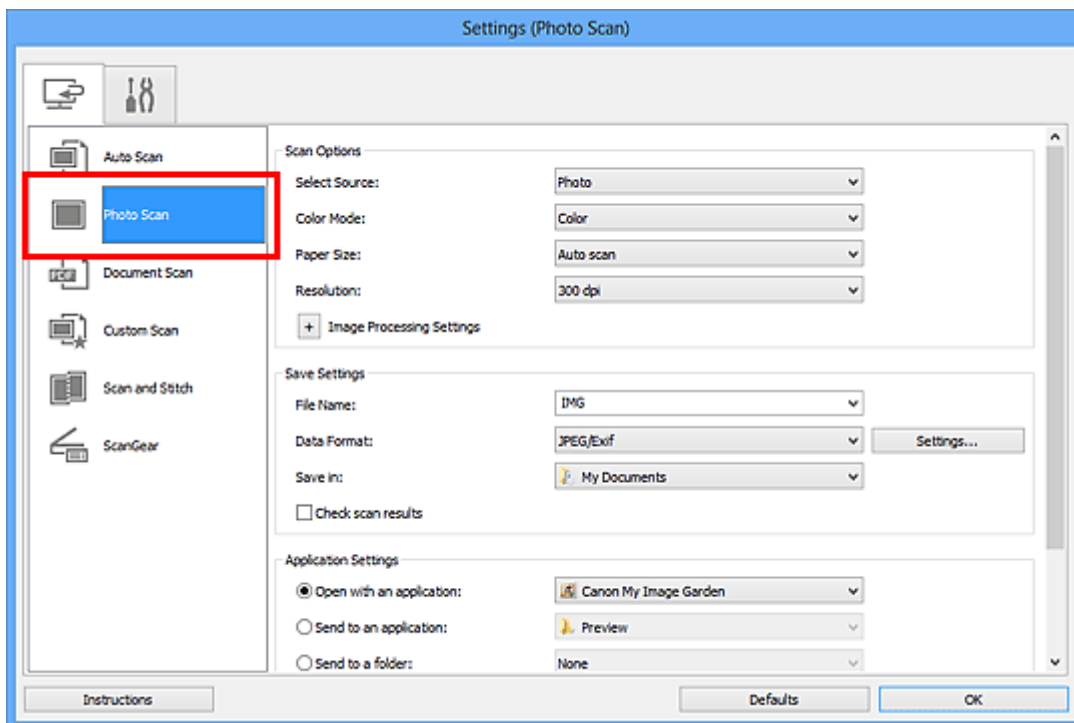 Settings (Photo Scan)
Auto Scan
Photo Scan
Document Scan
Custom Scan
Scan and Stitch
ScanGear
Scan Options
Select Source: Photo
Color Mode: Color
Paper Size: Auto scan
Resolution: 300 dpi
+ Image Processing Settings
Save Settings
File Name: IMG
Data Format: JPEG/Exif Settings...
Save in: My Documents
Check scan results
Application Settings
Open with an application: Canon My Image Garden
Send to an application: Preview
Send to a folder: None
Instructions Defaults OK